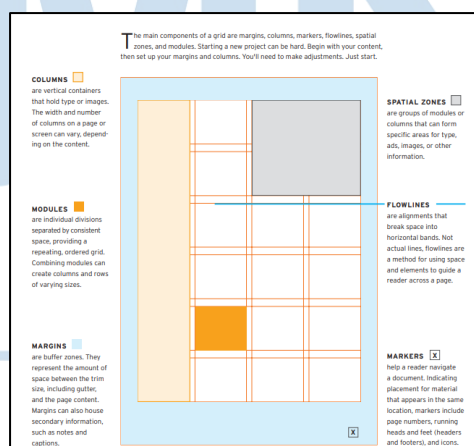 The main components of a grid are margins, columns, markers, flowlines, spatial
zones, and modules. Starting a new project can be hard. Begin with your content,
then set up your margins and columns. You'll need to make adjustments. Just start.
COLUMNS
are vertical containers
that hold type or images.
The width and number
of columns on a page or
screen can vary, depend-
ing on the content.
MODULES
are individual divisions
separated by consistent
space, providing a
repeating, ordered grid.
Combining modules can
create columns and rows
of varying sizes.
MARGINS
are buffer zones. They
represent the amount of
space between the trim
size, including gutter,
and the page content.
Margins can also house
secondary information,
such as notes and
captions.
SPATIAL ZONES
are groups of modules or
columns that can form
specific areas for type,
ads, images, or other
information.
FLOWLINES
are alignments that
break space into
horizontal bands. Not
actual lines, flowlines are
a method for using space
and elements to guide a
reader across a page.
MARKERS X
help a reader navigate
a document. Indicating
placement for material
that appears in the same
location, markers include
page numbers, running
heads and feet (headers
and footers), and icons.
X